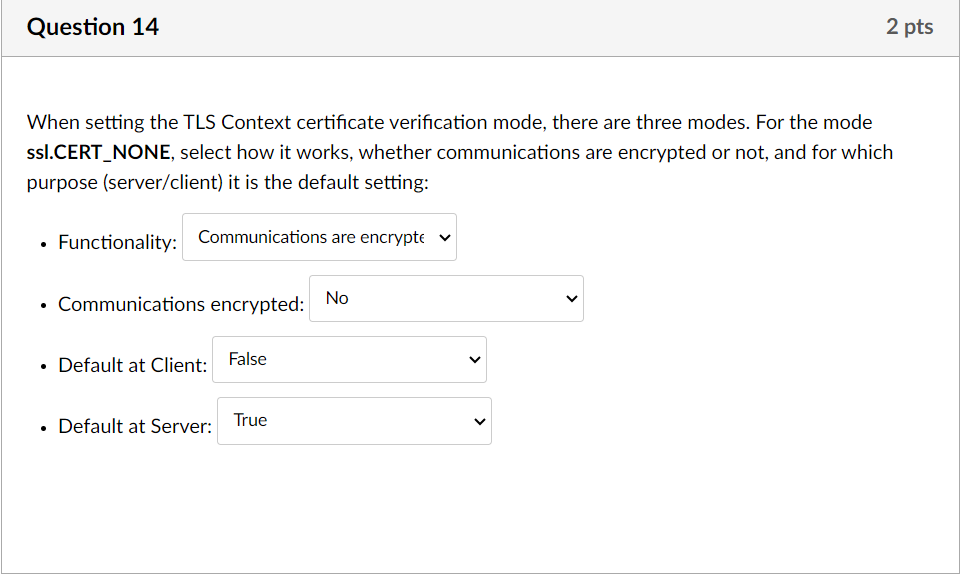 Question 14
2 pts
When setting the TLS Context certificate verification mode, there are three modes. For the mode
ssl.CERT_NONE, select how it works, whether communications are encrypted or not, and for which
purpose (server/client) it is the default setting:
• Functionality: Communications are encrypte
• Communications encrypted: No
• Default at Client: False
• Default at Server: True